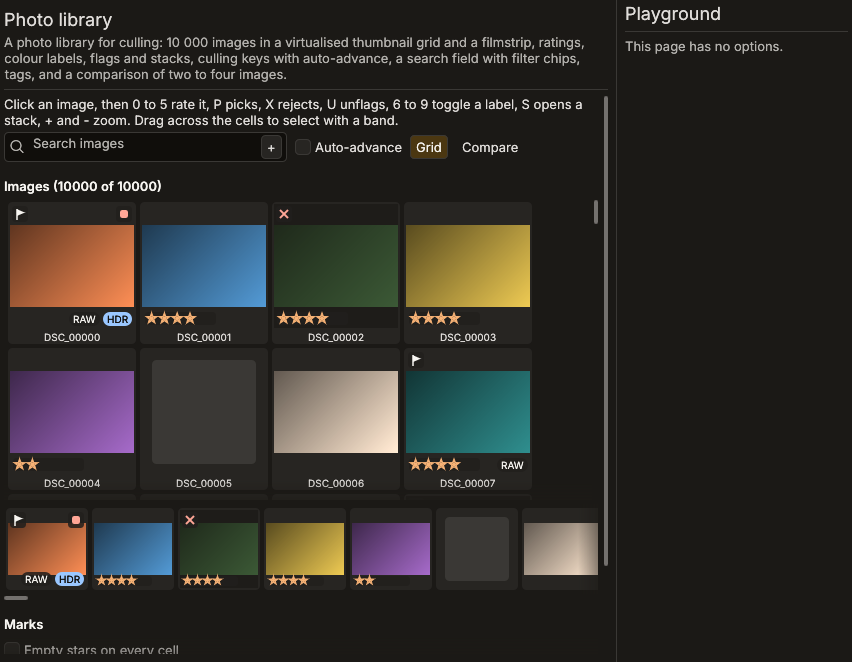 Photo library
A photo library for culling: 10 000 images in a virtualised thumbnail grid and a filmstrip, ratings,
colour labels, flags and stacks, culling keys with auto-advance, a search field with filter chips,
tags, and a comparison of two to four images.
Click an image, then 0 to 5 rate it, P picks, X rejects, U unflags, 6 to 9 toggle a label, S opens a
stack, + and - zoom. Drag across the cells to select with a band.
Search images + Auto-advance Grid Compare
Images (10000 of 10000)
RAW HDR
DSC_00000 DSC_00001 DSC_00002 DSC_00003
RAW
DSC_00004 DSC_00005 DSC_00006 DSC_00007
RAW HDR
Marks
Empty stars on every cell
Playground
This page has no options.